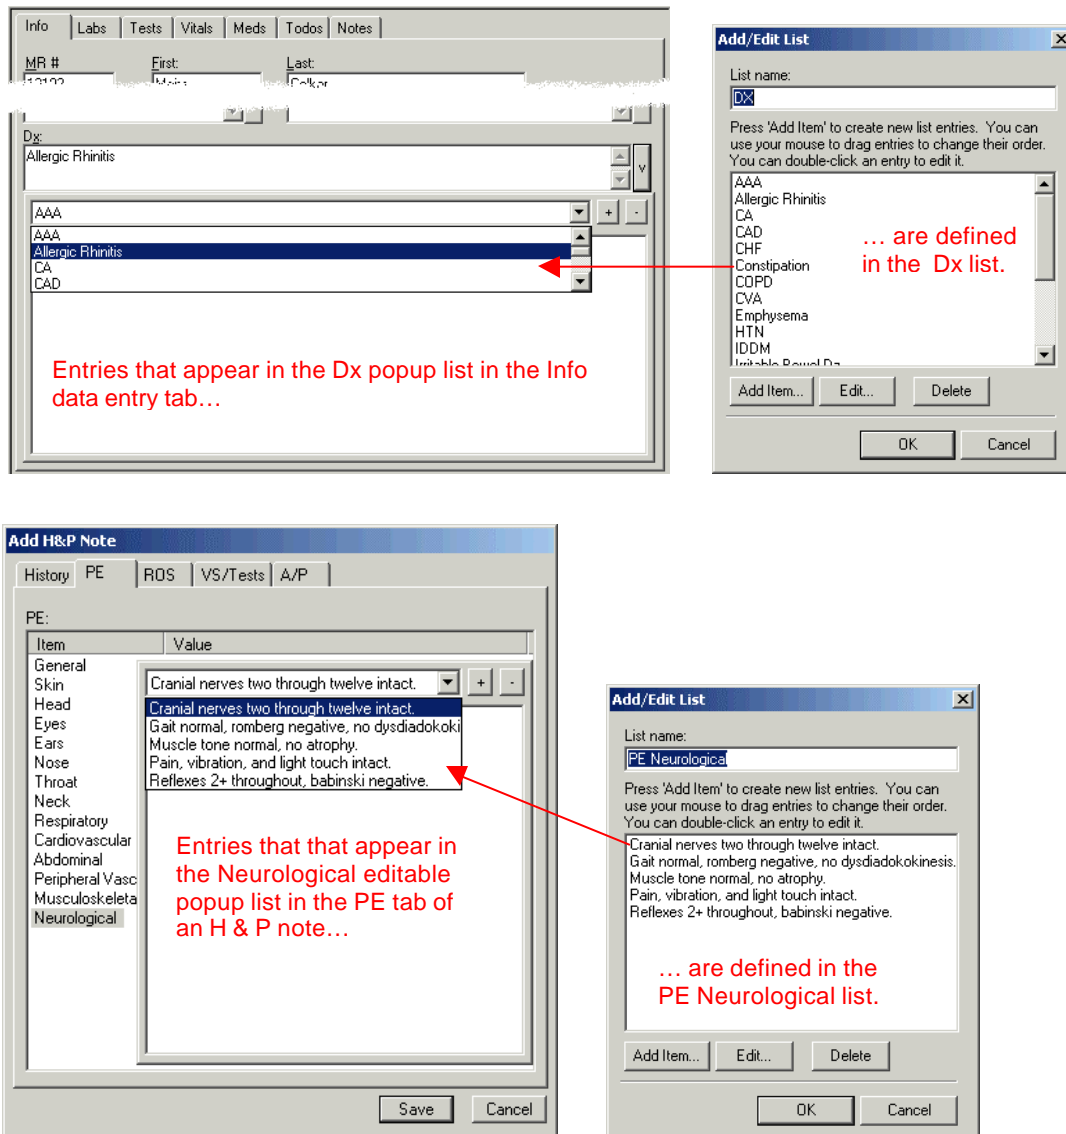 Info Labs Tests Vitals Meds Todos Notes
MR # First: Last:
Dx:
Allergic Rhinitis
v
AAA + -
AAA
Allergic Rhinitis
CA
CAD
Entries that appear in the Dx popup list in the Info
data entry tab…
Add/Edit List
List name:
DX
Press 'Add Item' to create new list entries. You can
use your mouse to drag entries to change their order.
You can double-click an entry to edit it.
AAA
Allergic Rhinitis
CA
CAD
CHF
Constipation
COPD
CVA
Emphysema
HTN
IDDM
… are defined
in the Dx list.
Add Item... Edit... Delete
OK Cancel
Add H&P Note
History PE ROS VS/Tests A/P
PE:
Item Value
General
Skin
Head
Eyes
Ears
Nose
Throat
Neck
Respiratory
Cardiovascular
Abdominal
Peripheral Vasc
Musculoskeleta
Neurological
Cranial nerves two through twelve intact. + -
Cranial nerves two through twelve intact.
Gait normal, romberg negative, no dysdiadokoki
Muscle tone normal, no atrophy.
Pain, vibration, and light touch intact.
Reflexes 2+ throughout, babinski negative.
Entries that that appear in
the Neurological editable
popup list in the PE tab of
an H & P note…
Save Cancel
Add/Edit List
List name:
PE Neurological
Press 'Add Item' to create new list entries. You can
use your mouse to drag entries to change their order.
You can double-click an entry to edit it.
Cranial nerves two through twelve intact.
Gait normal, romberg negative, no dysdiadokokinesis.
Muscle tone normal, no atrophy.
Pain, vibration, and light touch intact.
Reflexes 2+ throughout, babinski negative.
… are defined in the
PE Neurological list.
Add Item... Edit... Delete
OK Cancel